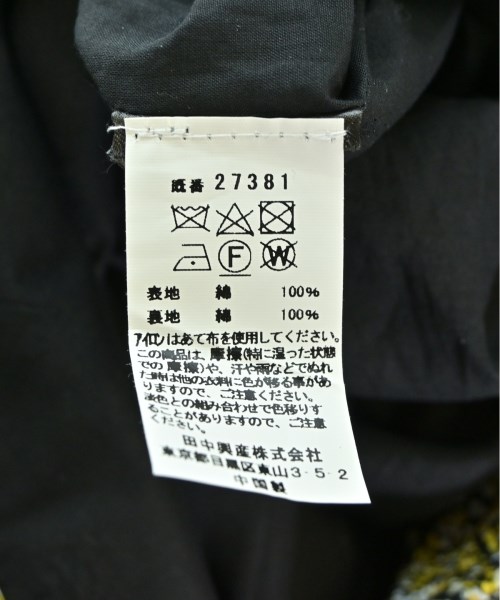 既番 27381
F W
表地 綿 100%
裏地 綿 100%
アイロンはあて布を使用してください。
この商品は、摩擦(特に湿った状態
での摩擦)や、汗や雨などでぬれ
た時は他の衣料に色が移る事があ
りますので、ご注意ください。
淡色との組み合わせで色移りす
ることがありますので、ご注意
ください。
田中興産株式会社
東京都目黒区東山3-5-2
中国製